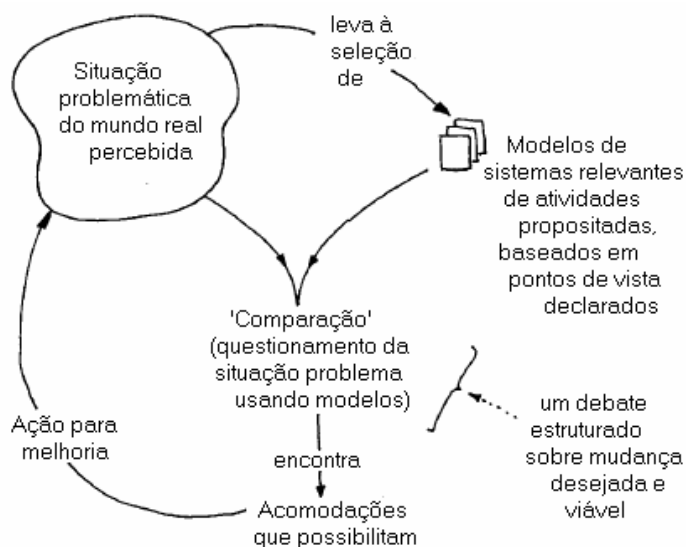 Situação
problemática
do mundo real
percebida
leva à
seleção
de
Modelos de
sistemas relevantes
de atividades
propositadas,
baseados em
pontos de vista
declarados
'Comparação'
(questionamento da
situação problema
usando modelos)
um debate
estruturado
sobre mudança
desejada e
viável
encontra
Acomodações
que possibilitam
Ação para
melhoria